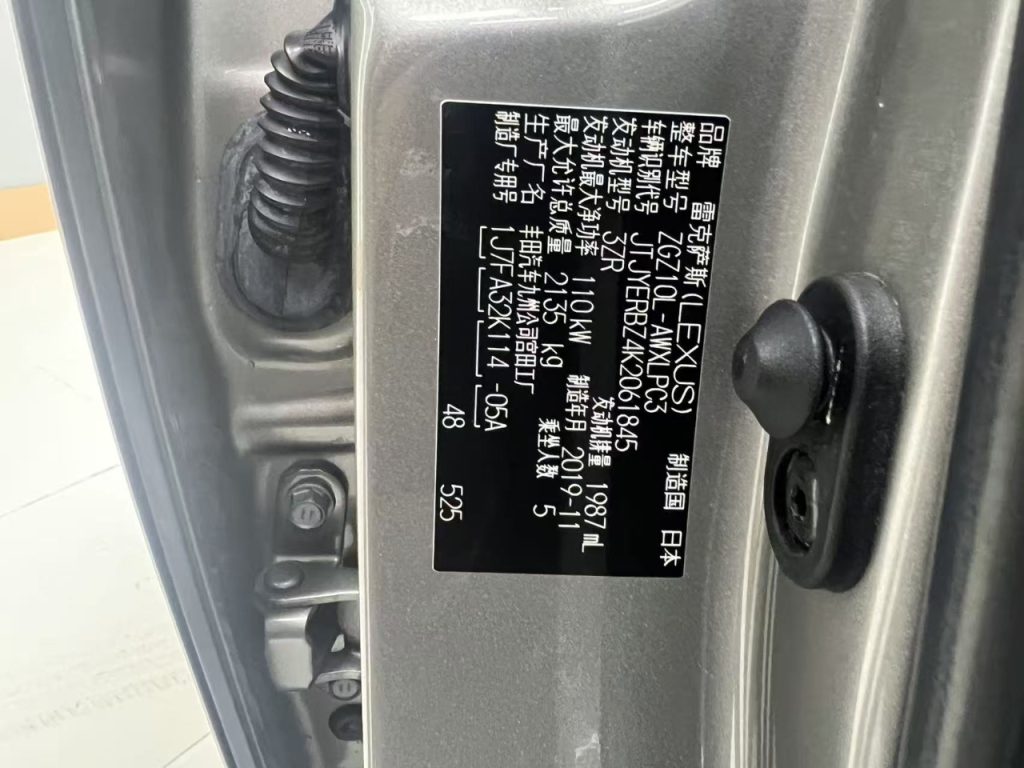 品牌 雷克萨斯(LEXUS) 制造国 日本
整车型号 ZGZ10L-AWXLPC3
车辆识别代号 JTJYERBZ4K2061845
发动机型号 3ZR 发动机排量 1987 mL
发动机最大净功率 110 kW 制造年月 2019-11
最大允许总质量 2135 kg 乘坐人数 5
生产厂名 丰田汽车九州公司宫田工厂
制造厂专用号 1J7FA32K114 -05A
48 525